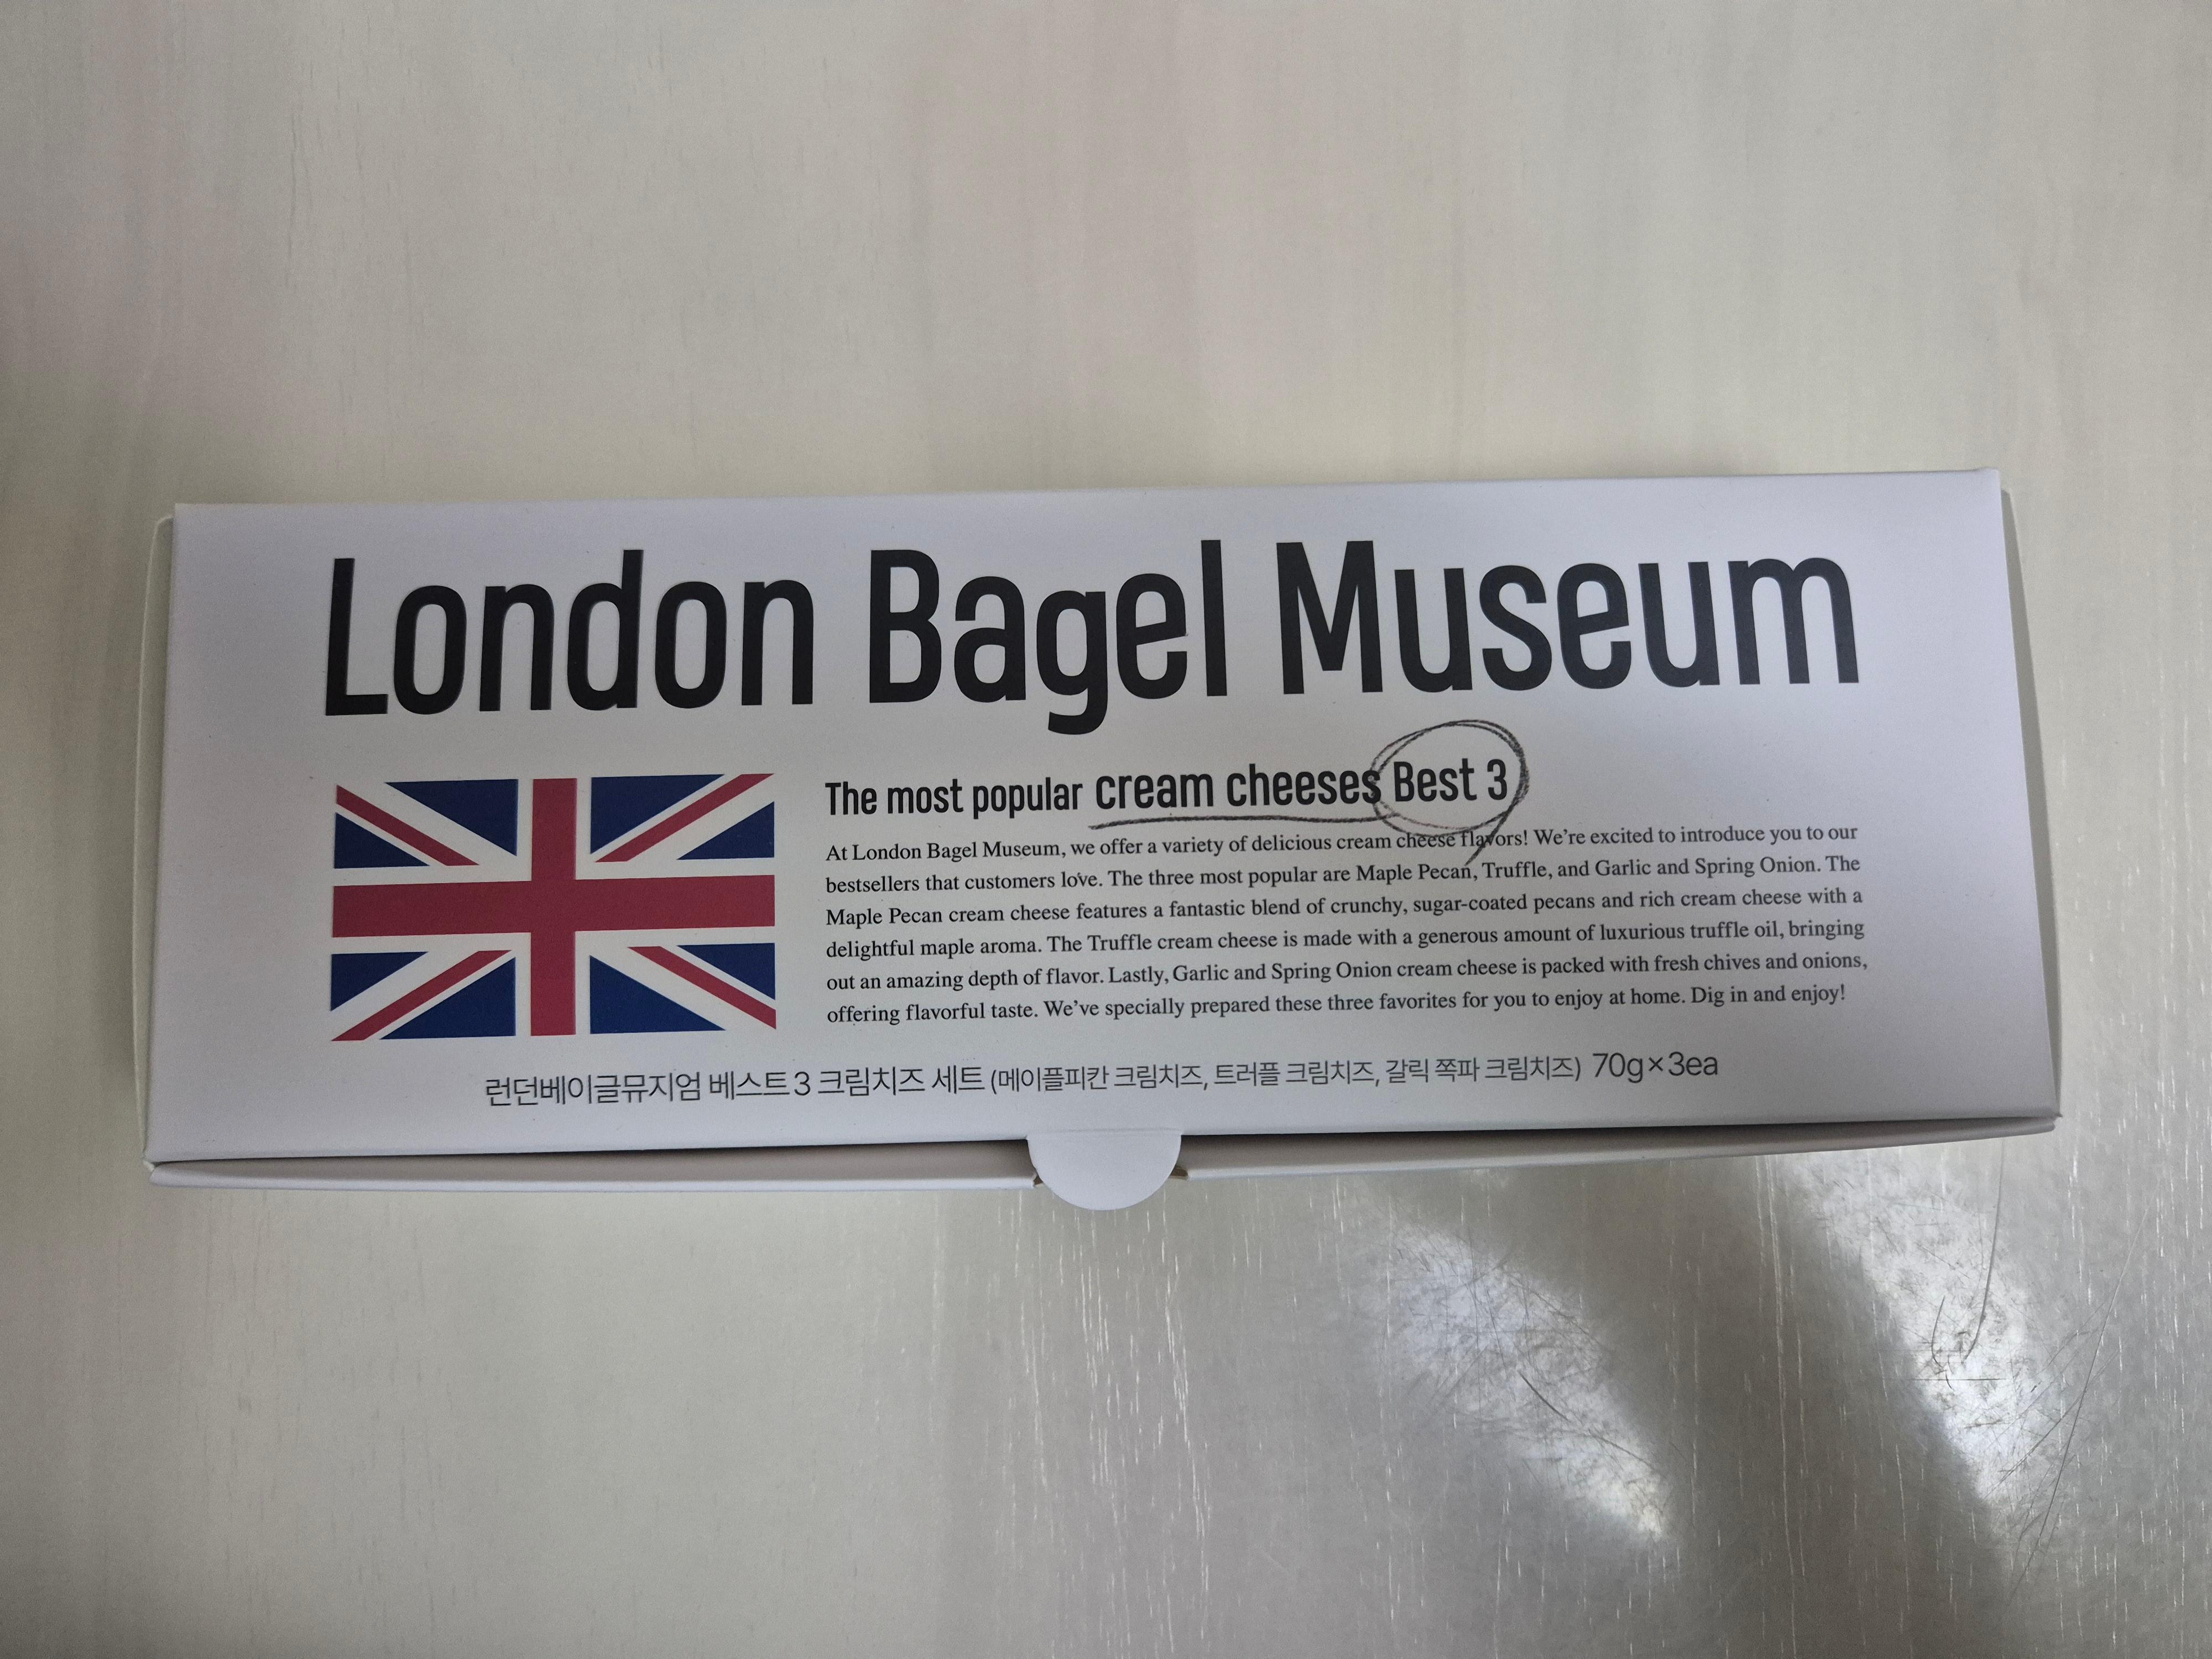 London Bagel Museum
The most popular cream cheeses Best 3
At London Bagel Museum, we offer a variety of delicious cream cheese flavors! We're excited to introduce you to our
bestsellers that customers love. The three most popular are Maple Pecan, Truffle, and Garlic and Spring Onion. The
Maple Pecan cream cheese features a fantastic blend of crunchy, sugar-coated pecans and rich cream cheese with a
delightful maple aroma. The Truffle cream cheese is made with a generous amount of luxurious truffle oil, bringing
out an amazing depth of flavor. Lastly, Garlic and Spring Onion cream cheese is packed with fresh chives and onions,
offering flavorful taste. We've specially prepared these three favorites for you to enjoy at home. Dig in and enjoy!
런던베이글뮤지엄 베스트3 크림치즈 세트 (메이플피칸 크림치즈, 트러플 크림치즈, 갈릭 쪽파 크림치즈) 70g×3ea